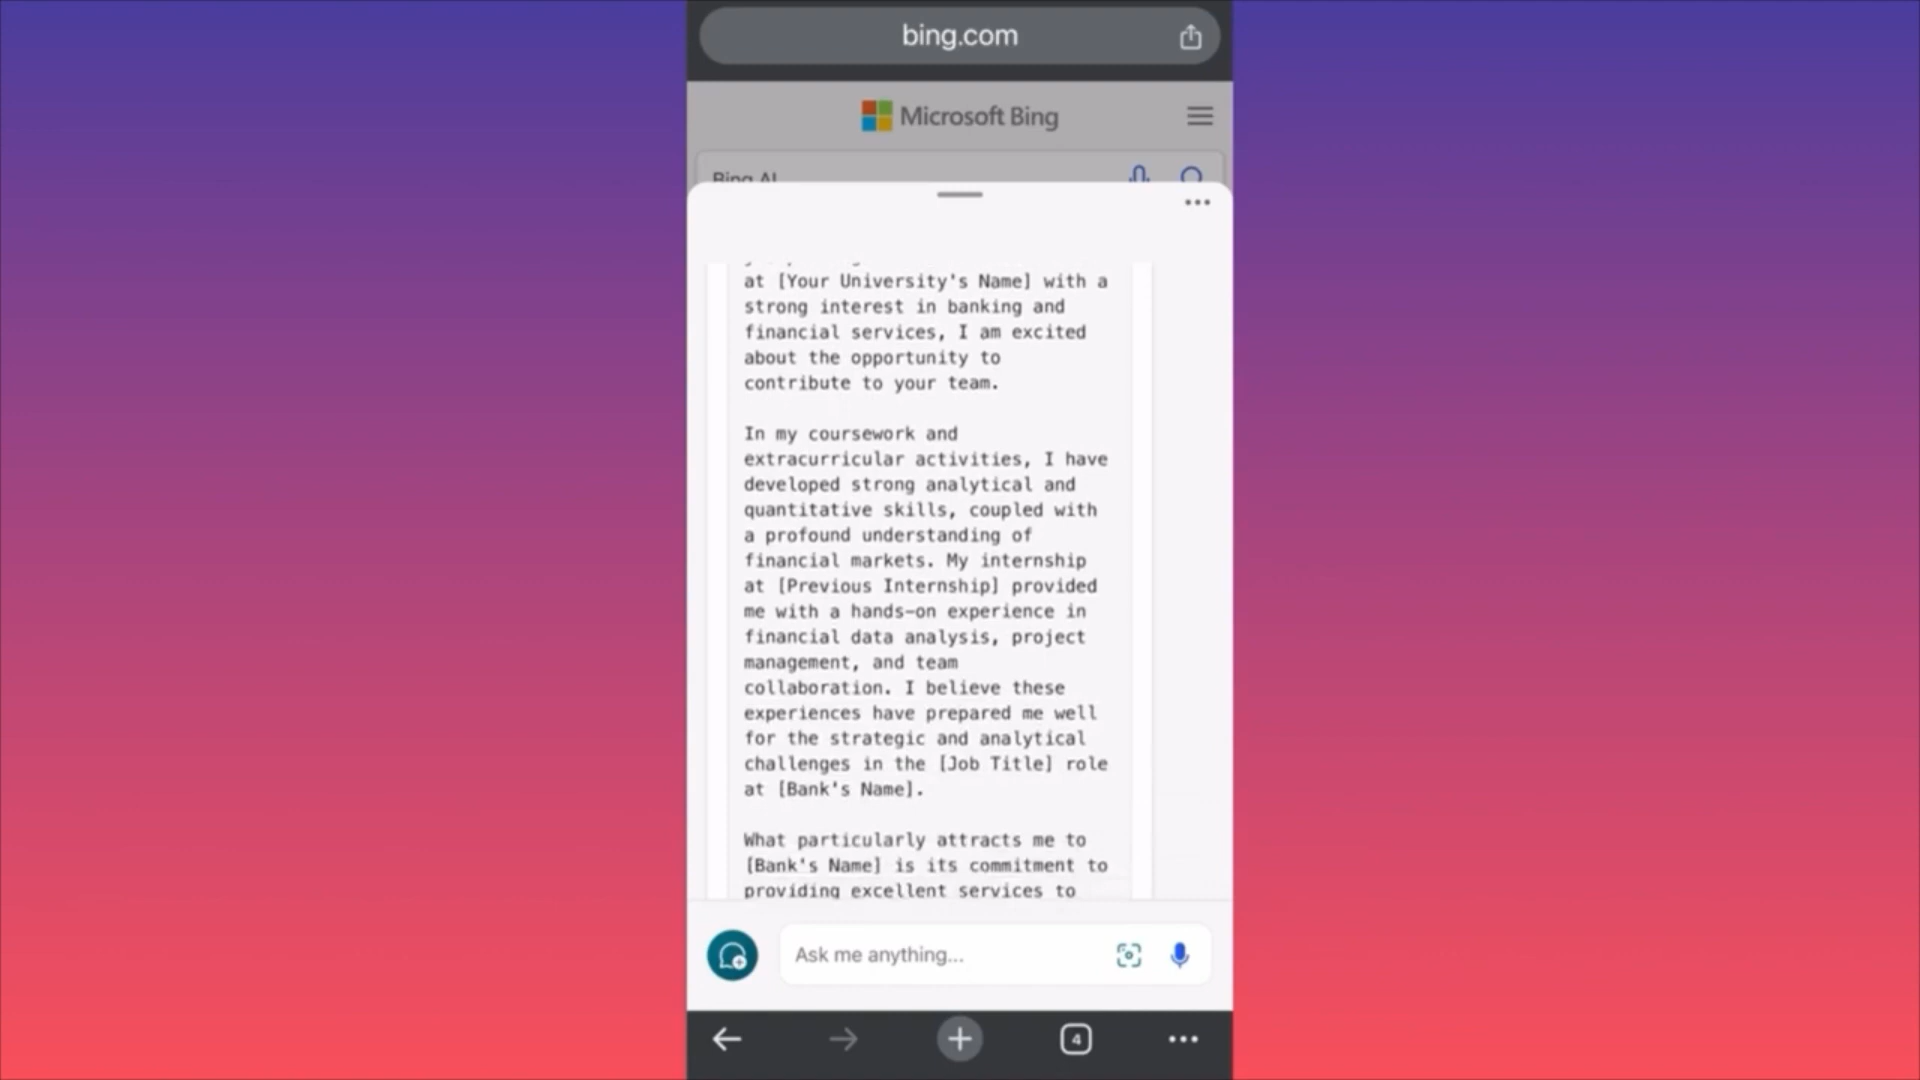 bing.com
Microsoft Bing
Bing AI
at [Your University's Name] with a
strong interest in banking and
financial services, I am excited
about the opportunity to
contribute to your team.
In my coursework and
extracurricular activities, I have
developed strong analytical and
quantitative skills, coupled with
a profound understanding of
financial markets. My internship
at [Previous Internship] provided
me with a hands-on experience in
financial data analysis, project
management, and team
collaboration. I believe these
experiences have prepared me well
for the strategic and analytical
challenges in the [Job Title] role
at [Bank's Name].
What particularly attracts me to
[Bank's Name] is its commitment to
providing excellent services to
Ask me anything...
4